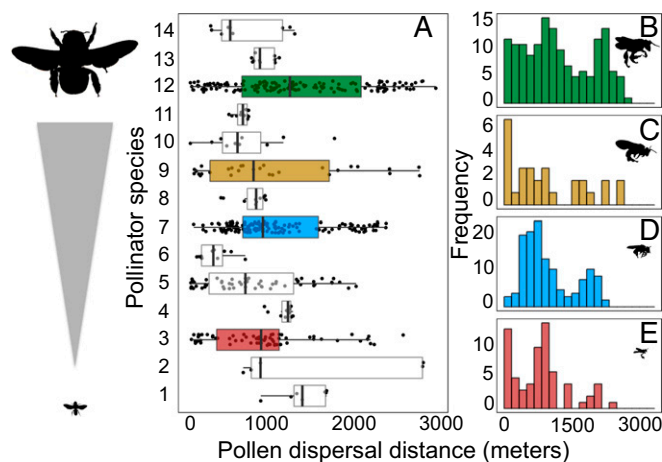 A
Pollinator species
14
13
12
11
10
9
8
7
6
5
4
3
2
1
0 1000 2000 3000
Pollen dispersal distance (meters)
Frequency
B
15
10
5
0
C
6
4
2
0
D
20
10
0
E
10
5
0
0 1500 3000